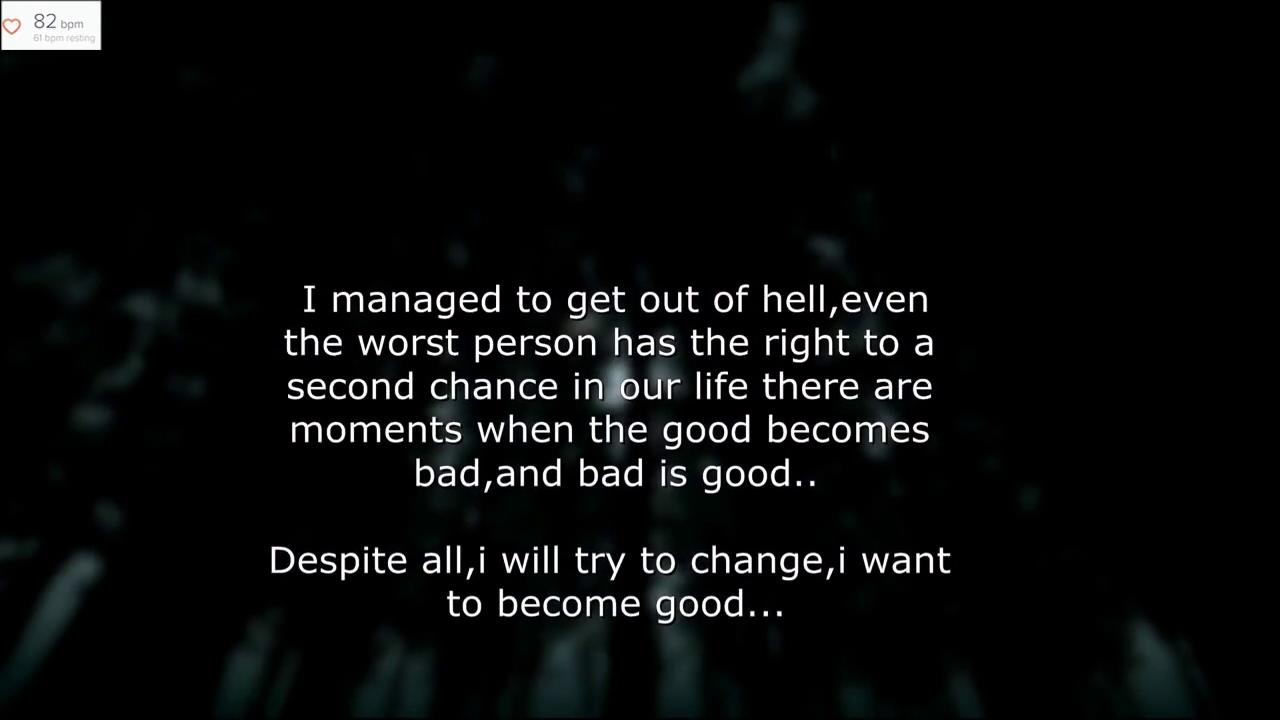 82 bpm
61 bpm resting
I managed to get out of hell,even
the worst person has the right to a
second chance in our life there are
moments when the good becomes
bad,and bad is good..
Despite all,i will try to change,i want
to become good...